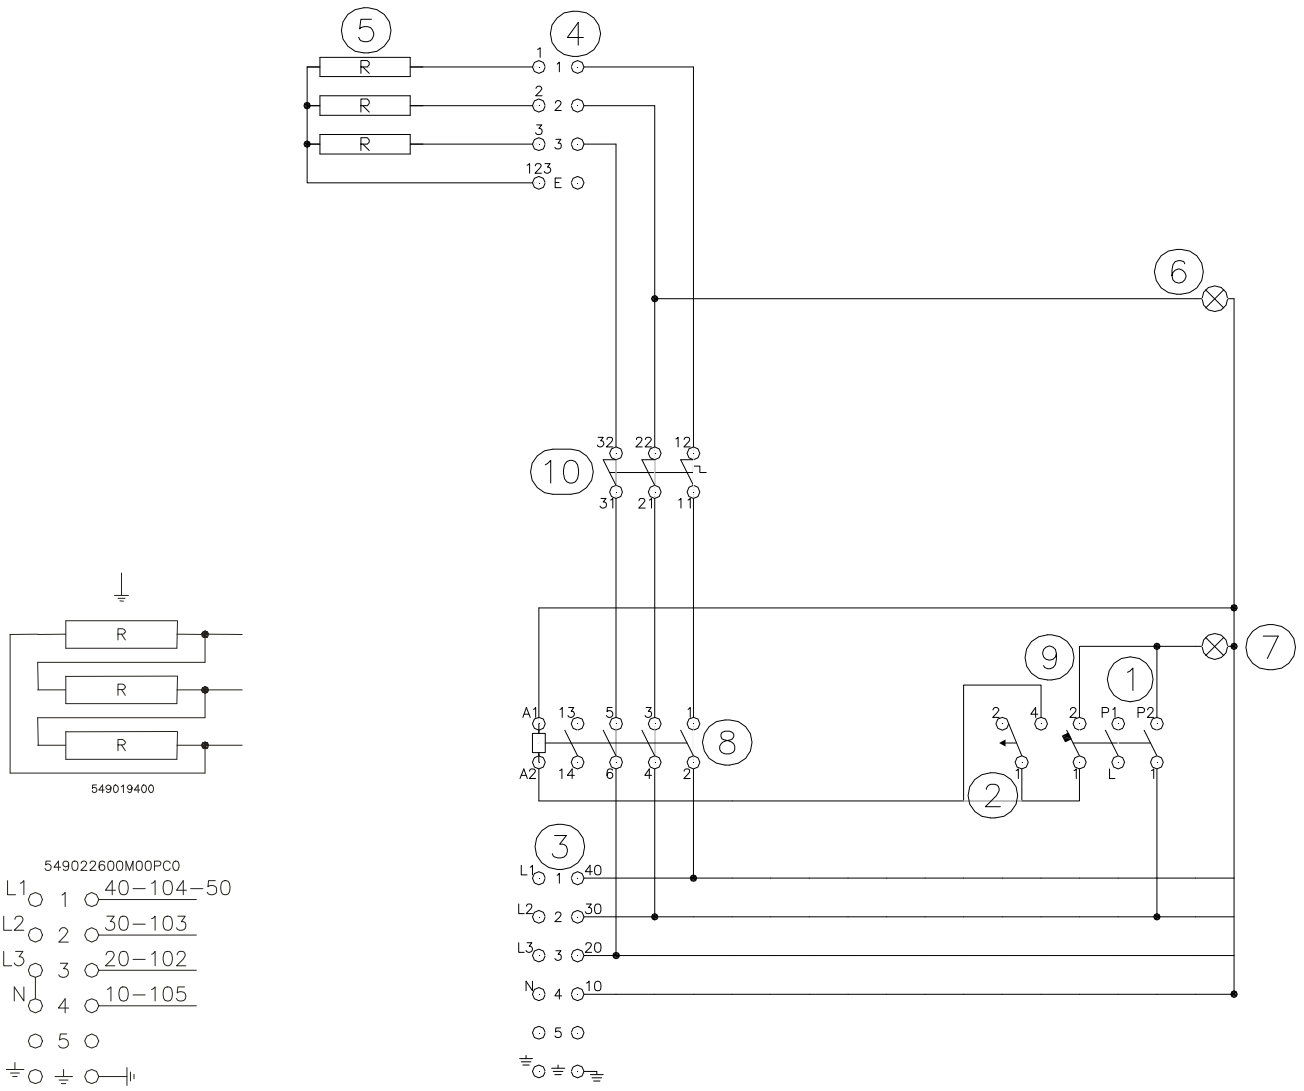 5 4
1
R 1
2
R 2
3
R 3
123
E
6
32 22 12
10
31 21 11
R
9 7
1
R
A1 13 5 3 1 2 4 2 P1 P2
8
R
A2 14 6 4 2 1 1 L 1
549019400
2
3
549022600M00PC0
L1 1 40
L1 1 40-104-50
L2 2 30
L2 2 30-103
L3 3 20
L3 3 20-102
N 4 10
N 4 10-105
5
5